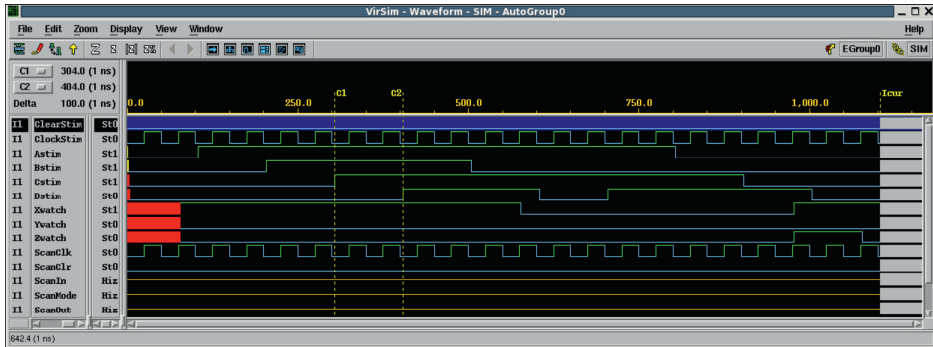 VirSim - Waveform - SIM - AutoGroup0
File Edit Zoom Display View Window Help
EGroup0 SIM
C1 304.0 (1 ns)
C2 404.0 (1 ns)
Delta 100.0 (1 ns)
C1 C2 Icur
0.0 250.0 500.0 750.0 1,000.0
I1 ClearStim St0
I1 ClockStim St0
I1 Astim St1
I1 Bstim St1
I1 Cstim St1
I1 Dstim St0
I1 Xwatch St1
I1 Ywatch St0
I1 Zwatch St0
I1 ScanClk St0
I1 ScanClr St0
I1 ScanIn Hiz
I1 ScanMode Hiz
I1 ScanOut Hiz
642.4 (1 ns)